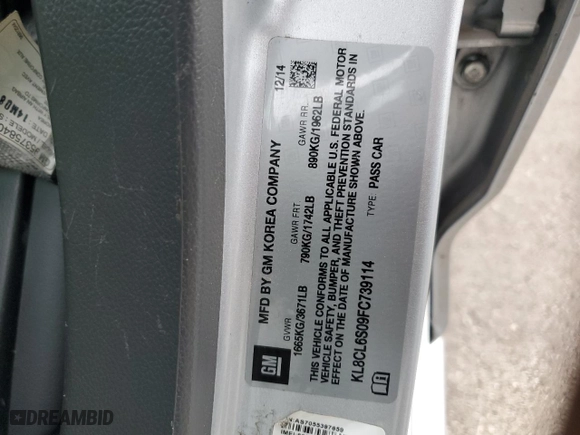 MFD BY GM KOREA COMPANY
12/14
GVWR
1665KG/3671LB
GAWR FRT
790KG/1742LB
GAWR RR
890KG/1962LB
THIS VEHICLE CONFORMS TO ALL APPLICABLE U.S. FEDERAL MOTOR
VEHICLE SAFETY, BUMPER, AND THEFT PREVENTION STANDARDS IN
EFFECT ON THE DATE OF MANUFACTURE SHOWN ABOVE.
KL8CL6S09FC739114
TYPE: PASS CAR
GM
DREAMBID